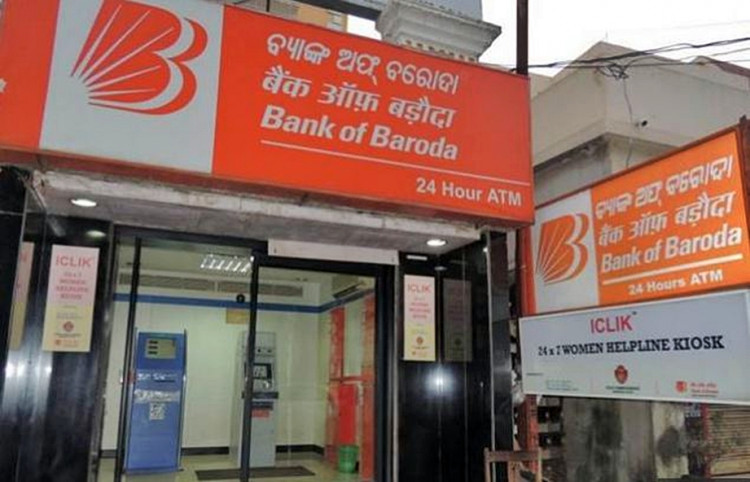 ବ୍ୟାଙ୍କ ଅଫ୍ ବରୋଦା
बैंक ऑफ़ बड़ौदा
Bank of Baroda
24 Hour ATM
ବ୍ୟାଙ୍କ ଅଫ୍ ବରୋଦା
बैंक ऑफ़ बड़ौदा
Bank of Baroda
24 Hours ATM
ICLIK™
24 x 7 WOMEN HELPLINE KIOSK
ICLIK
24 x 7
WOMEN
HELPLINE
KIOSK
ICLIK